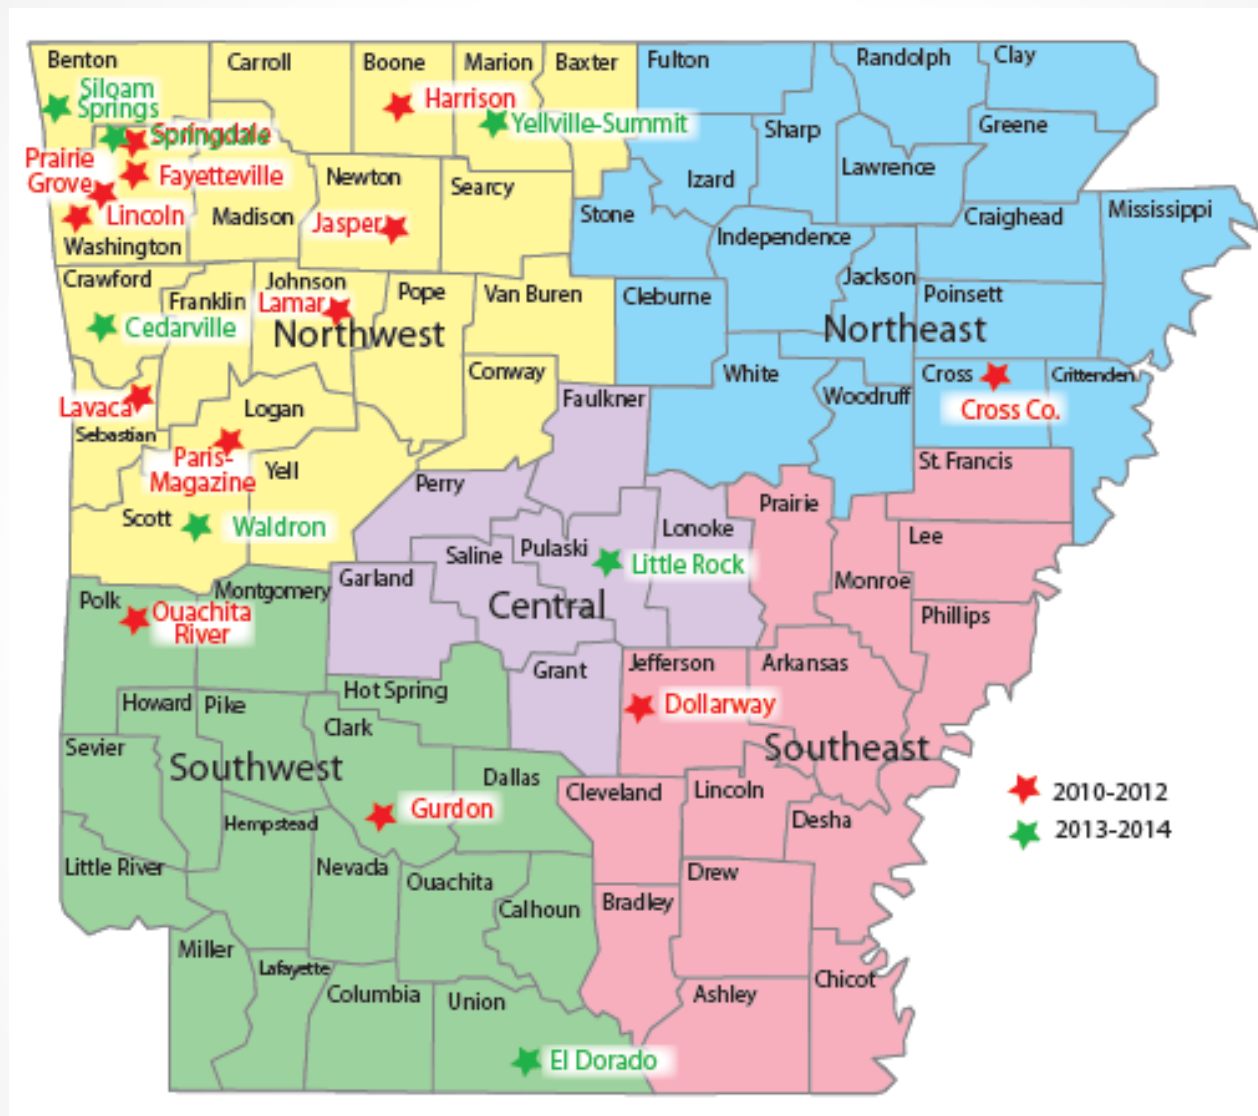 Benton
Carroll
Boone
Marion
Baxter
Fulton
Randolph
Clay
Siloam
Springs
Harrison
Yellville-Summit
Sharp
Greene
Springdale
Prairie
Grove
Fayetteville
Newton
Searcy
Izard
Lawrence
Lincoln
Madison
Jasper
Stone
Independence
Craighead
Mississippi
Washington
Crawford
Franklin
Johnson
Lamar
Pope
Van Buren
Cleburne
Jackson
Poinsett
Cedarville
Northwest
Northeast
Conway
White
Woodruff
Cross
Crittenden
Cross Co.
Lavaca
Sebastian
Logan
Faulkner
Paris-
Magazine
Yell
Perry
St. Francis
Scott
Waldron
Prairie
Lonoke
Saline
Pulaski
Little Rock
Lee
Polk
Montgomery
Garland
Central
Monroe
Phillips
Ouachita
River
Grant
Jefferson
Arkansas
Howard
Pike
Hot Spring
Dollarway
Clark
Sevier
Southwest
Southeast
Dallas
Gurdon
Cleveland
Lincoln
Desha
2010-2012
2013-2014
Hempstead
Little River
Nevada
Ouachita
Calhoun
Bradley
Drew
Miller
Lafayette
Columbia
Union
Ashley
Chicot
El Dorado